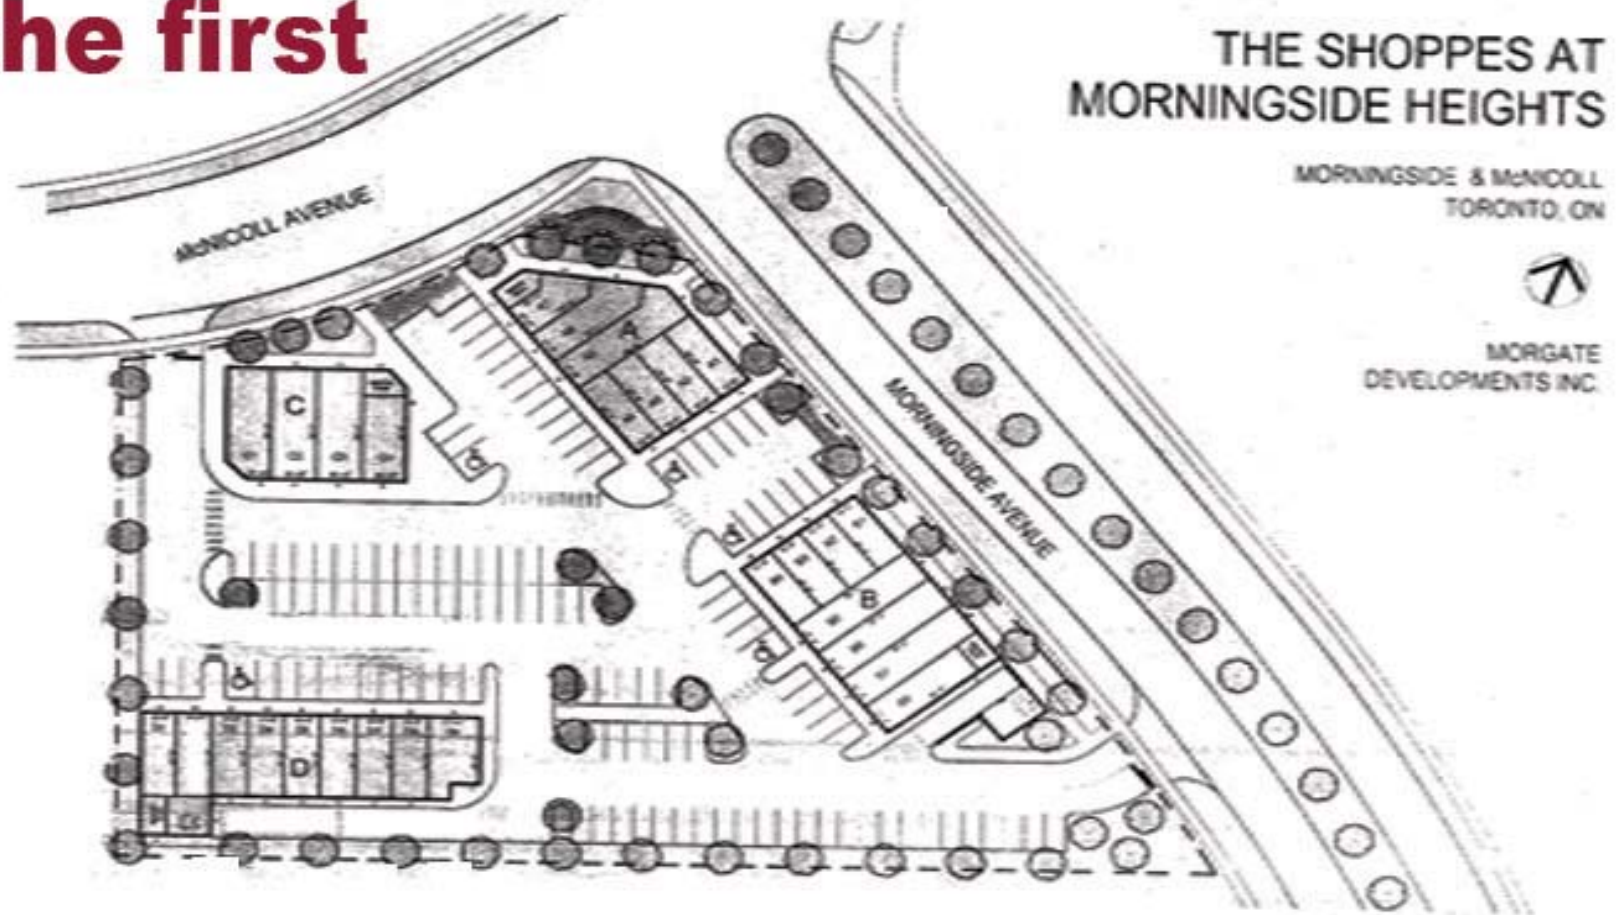 he first
THE SHOPPES AT
MORNINGSIDE HEIGHTS
MORNINGSIDE & McNICOLL
TORONTO, ON
MORGATE
DEVELOPMENTS INC.
McNICOLL AVENUE
MORNINGSIDE AVENUE
A
C
B
D